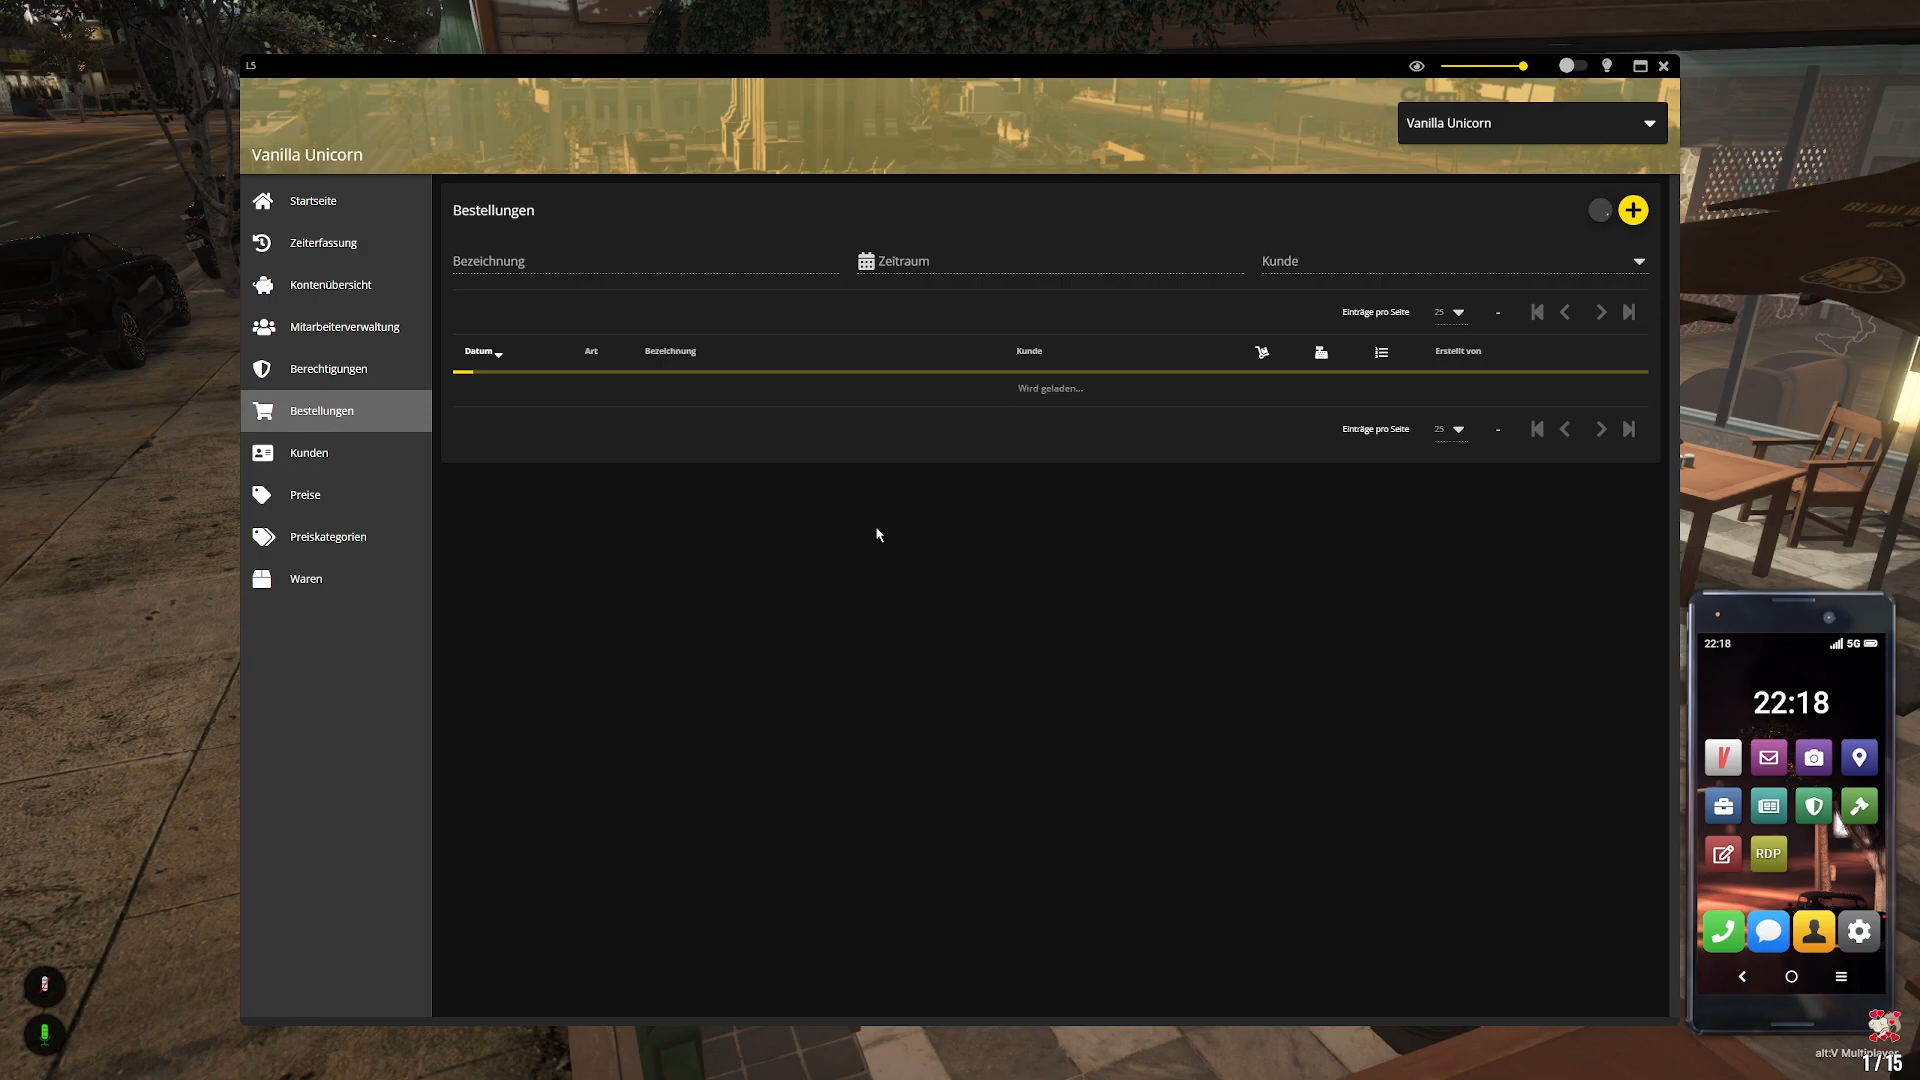 L5
Vanilla Unicorn
Vanilla Unicorn
Startseite
Zeiterfassung
Kontenübersicht
Mitarbeiterverwaltung
Berechtigungen
Bestellungen
Kunden
Preise
Preiskategorien
Waren
Bestellungen
Bezeichnung
Zeitraum
Kunde
Einträge pro Seite 25 -
Datum Art Bezeichnung Kunde Erstellt von
Wird geladen...
Einträge pro Seite 25 -
22:18 5G
22:18
RDP
alt:V Multiplayer
1 / 15